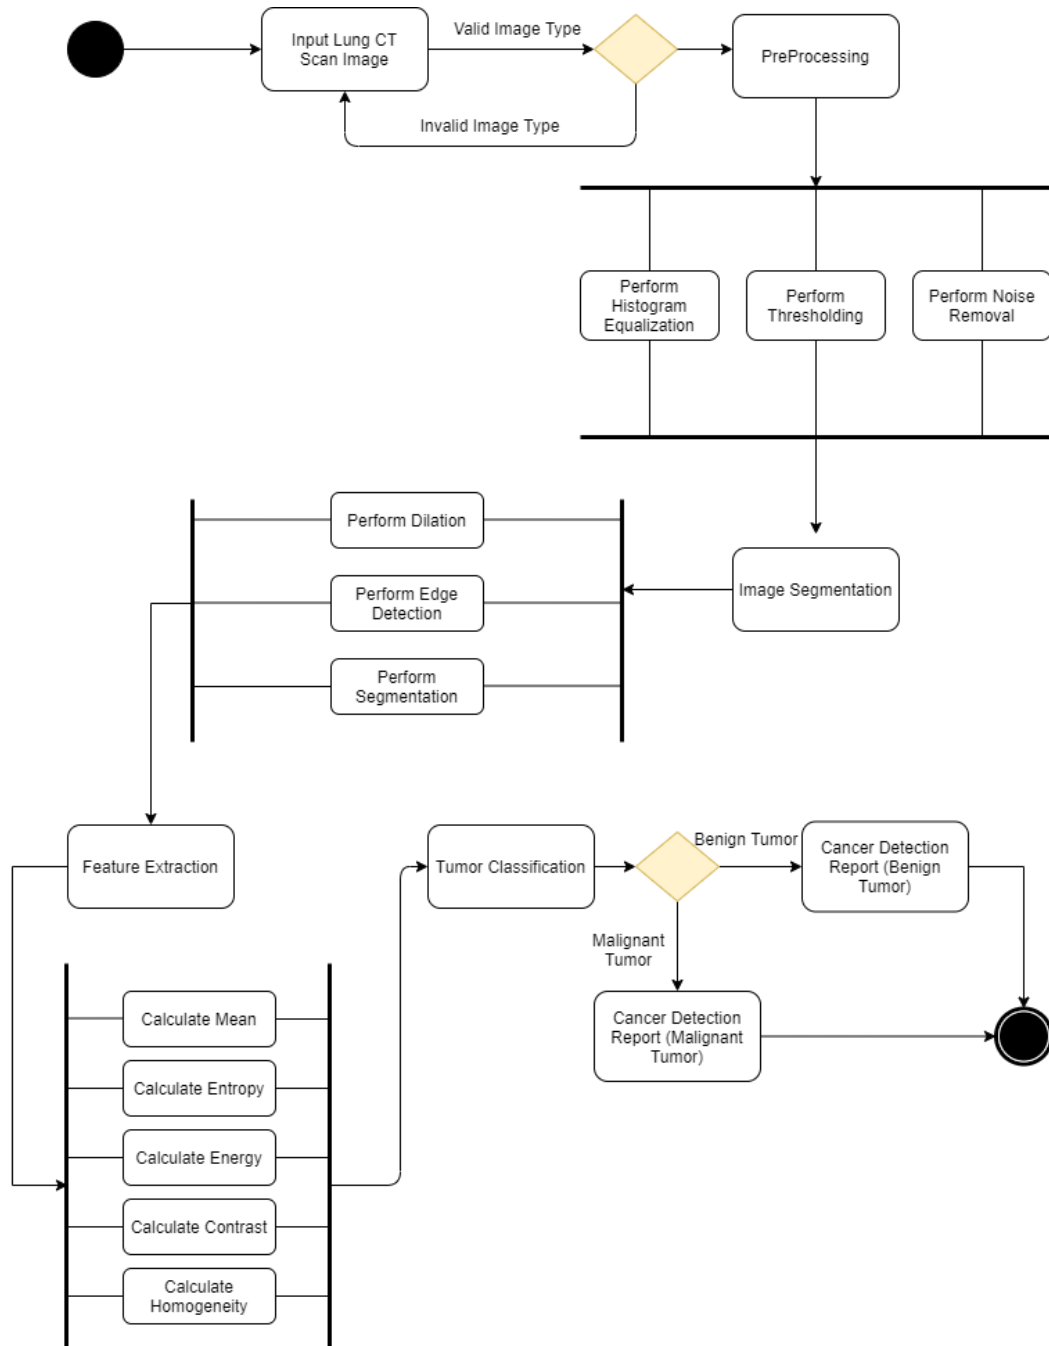 Input Lung CT
Scan Image
Valid Image Type
PreProcessing
Invalid Image Type
Perform
Histogram
Equalization
Perform
Thresholding
Perform Noise
Removal
Perform Dilation
Perform Edge
Detection
Perform
Segmentation
Image Segmentation
Feature Extraction
Tumor Classification
Benign Tumor
Cancer Detection
Report (Benign
Tumor)
Malignant
Tumor
Cancer Detection
Report (Malignant
Tumor)
Calculate Mean
Calculate Entropy
Calculate Energy
Calculate Contrast
Calculate
Homogeneity